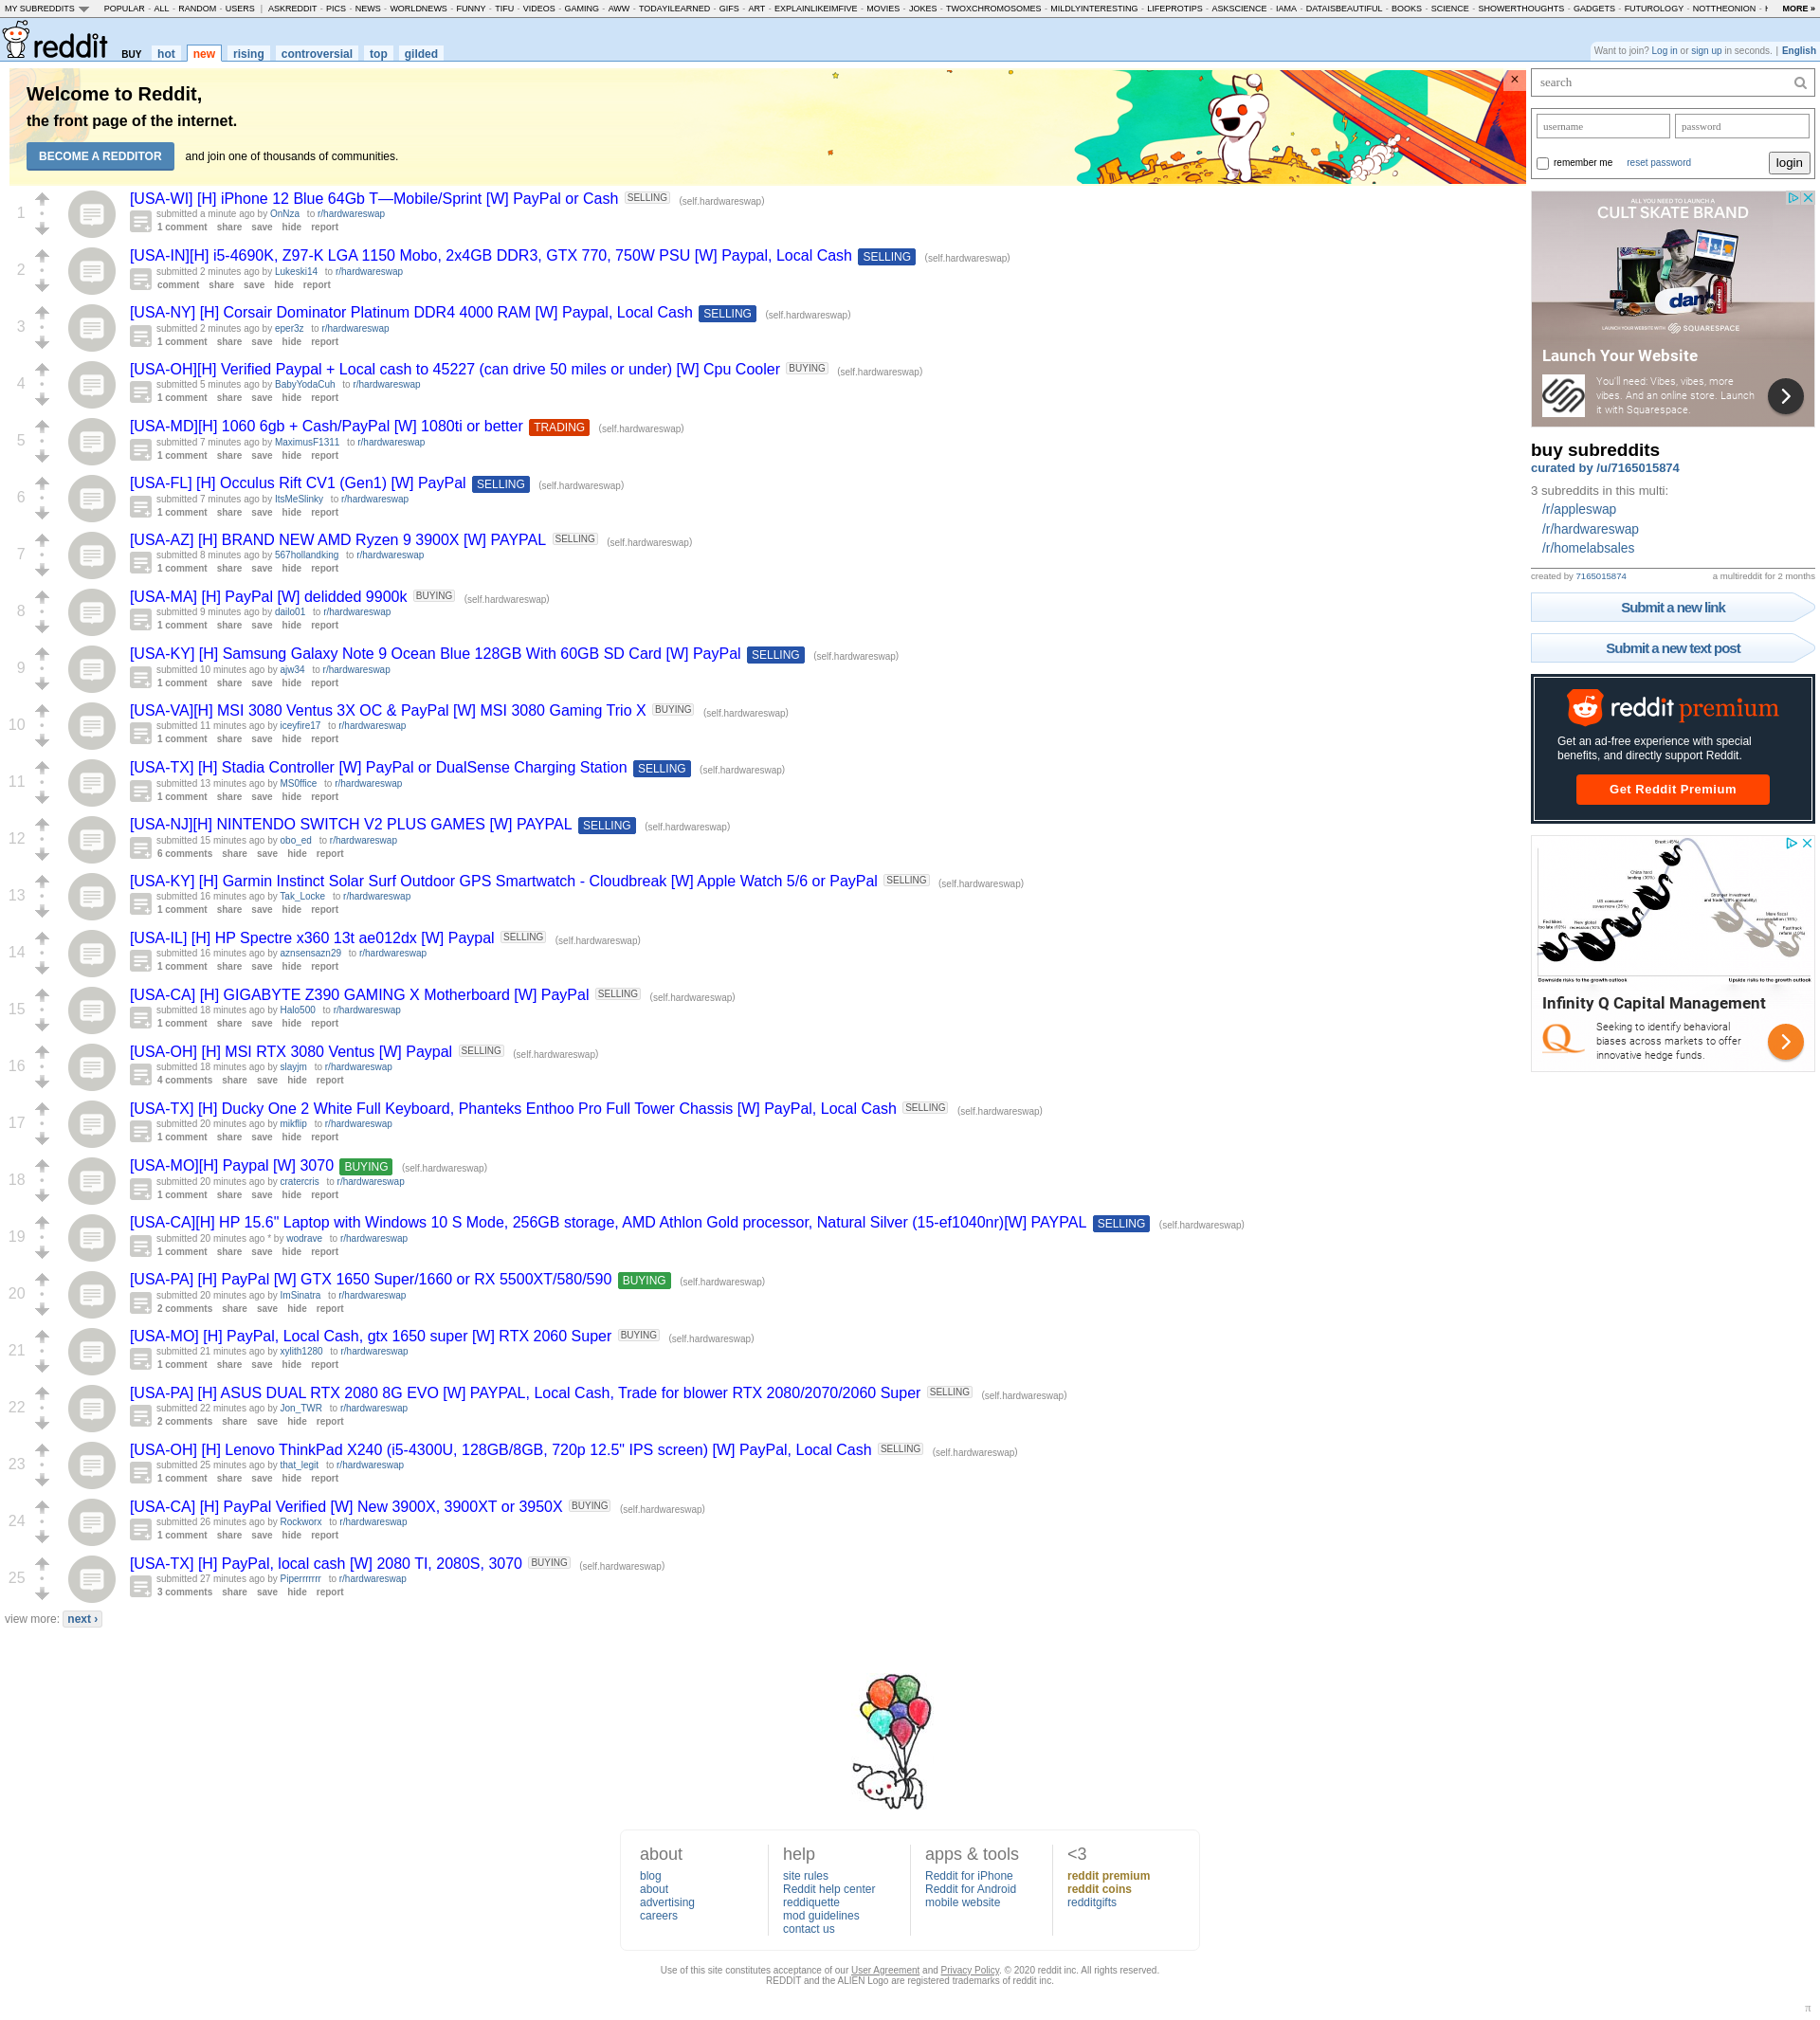 MY SUBREDDITS POPULAR - ALL - RANDOM - USERS | ASKREDDIT - PICS - NEWS - WORLDNEWS - FUNNY - TIFU - VIDEOS - GAMING - AWW - TODAYILEARNED - GIFS - ART - EXPLAINLIKEIMFIVE - MOVIES - JOKES - TWOXCHROMOSOMES - MILDLYINTERESTING - LIFEPROTIPS - ASKSCIENCE - IAMA - DATAISBEAUTIFUL - BOOKS - SCIENCE - SHOWERTHOUGHTS - GADGETS - FUTUROLOGY - NOTTHEONION - MORE »
reddit BUY hot new rising controversial top gilded
Want to join? Log in or sign up in seconds. | English
Welcome to Reddit,
the front page of the internet.
BECOME A REDDITOR and join one of thousands of communities.
1
[USA-WI] [H] iPhone 12 Blue 64Gb T—Mobile/Sprint [W] PayPal or Cash SELLING (self.hardwareswap)
submitted a minute ago by OnNza to r/hardwareswap
1 comment share save hide report
2
[USA-IN][H] i5-4690K, Z97-K LGA 1150 Mobo, 2x4GB DDR3, GTX 770, 750W PSU [W] Paypal, Local Cash SELLING (self.hardwareswap)
submitted 2 minutes ago by Lukeski14 to r/hardwareswap
comment share save hide report
3
[USA-NY] [H] Corsair Dominator Platinum DDR4 4000 RAM [W] Paypal, Local Cash SELLING (self.hardwareswap)
submitted 2 minutes ago by eper3z to r/hardwareswap
1 comment share save hide report
4
[USA-OH][H] Verified Paypal + Local cash to 45227 (can drive 50 miles or under) [W] Cpu Cooler BUYING (self.hardwareswap)
submitted 5 minutes ago by BabyYodaCuh to r/hardwareswap
1 comment share save hide report
5
[USA-MD][H] 1060 6gb + Cash/PayPal [W] 1080ti or better TRADING (self.hardwareswap)
submitted 7 minutes ago by MaximusF1311 to r/hardwareswap
1 comment share save hide report
6
[USA-FL] [H] Occulus Rift CV1 (Gen1) [W] PayPal SELLING (self.hardwareswap)
submitted 7 minutes ago by ItsMeSlinky to r/hardwareswap
1 comment share save hide report
7
[USA-AZ] [H] BRAND NEW AMD Ryzen 9 3900X [W] PAYPAL SELLING (self.hardwareswap)
submitted 8 minutes ago by 567hollandking to r/hardwareswap
1 comment share save hide report
8
[USA-MA] [H] PayPal [W] delidded 9900k BUYING (self.hardwareswap)
submitted 9 minutes ago by dailo01 to r/hardwareswap
1 comment share save hide report
9
[USA-KY] [H] Samsung Galaxy Note 9 Ocean Blue 128GB With 60GB SD Card [W] PayPal SELLING (self.hardwareswap)
submitted 10 minutes ago by ajw34 to r/hardwareswap
1 comment share save hide report
10
[USA-VA][H] MSI 3080 Ventus 3X OC & PayPal [W] MSI 3080 Gaming Trio X BUYING (self.hardwareswap)
submitted 11 minutes ago by iceyfire17 to r/hardwareswap
1 comment share save hide report
11
[USA-TX] [H] Stadia Controller [W] PayPal or DualSense Charging Station SELLING (self.hardwareswap)
submitted 13 minutes ago by MS0ffice to r/hardwareswap
1 comment share save hide report
12
[USA-NJ][H] NINTENDO SWITCH V2 PLUS GAMES [W] PAYPAL SELLING (self.hardwareswap)
submitted 15 minutes ago by obo_ed to r/hardwareswap
6 comments share save hide report
13
[USA-KY] [H] Garmin Instinct Solar Surf Outdoor GPS Smartwatch - Cloudbreak [W] Apple Watch 5/6 or PayPal SELLING (self.hardwareswap)
submitted 16 minutes ago by Tak_Locke to r/hardwareswap
1 comment share save hide report
14
[USA-IL] [H] HP Spectre x360 13t ae012dx [W] Paypal SELLING (self.hardwareswap)
submitted 16 minutes ago by aznsensazn29 to r/hardwareswap
1 comment share save hide report
15
[USA-CA] [H] GIGABYTE Z390 GAMING X Motherboard [W] PayPal SELLING (self.hardwareswap)
submitted 18 minutes ago by Halo500 to r/hardwareswap
1 comment share save hide report
16
[USA-OH] [H] MSI RTX 3080 Ventus [W] Paypal SELLING (self.hardwareswap)
submitted 18 minutes ago by slayjm to r/hardwareswap
4 comments share save hide report
17
[USA-TX] [H] Ducky One 2 White Full Keyboard, Phanteks Enthoo Pro Full Tower Chassis [W] PayPal, Local Cash SELLING (self.hardwareswap)
submitted 20 minutes ago by mikflip to r/hardwareswap
1 comment share save hide report
18
[USA-MO][H] Paypal [W] 3070 BUYING (self.hardwareswap)
submitted 20 minutes ago by cratercris to r/hardwareswap
1 comment share save hide report
19
[USA-CA][H] HP 15.6" Laptop with Windows 10 S Mode, 256GB storage, AMD Athlon Gold processor, Natural Silver (15-ef1040nr)[W] PAYPAL SELLING (self.hardwareswap)
submitted 20 minutes ago * by wodrave to r/hardwareswap
1 comment share save hide report
20
[USA-PA] [H] PayPal [W] GTX 1650 Super/1660 or RX 5500XT/580/590 BUYING (self.hardwareswap)
submitted 20 minutes ago by ImSinatra to r/hardwareswap
2 comments share save hide report
21
[USA-MO] [H] PayPal, Local Cash, gtx 1650 super [W] RTX 2060 Super BUYING (self.hardwareswap)
submitted 21 minutes ago by xylith1280 to r/hardwareswap
1 comment share save hide report
22
[USA-PA] [H] ASUS DUAL RTX 2080 8G EVO [W] PAYPAL, Local Cash, Trade for blower RTX 2080/2070/2060 Super SELLING (self.hardwareswap)
submitted 22 minutes ago by Jon_TWR to r/hardwareswap
2 comments share save hide report
23
[USA-OH] [H] Lenovo ThinkPad X240 (i5-4300U, 128GB/8GB, 720p 12.5" IPS screen) [W] PayPal, Local Cash SELLING (self.hardwareswap)
submitted 25 minutes ago by that_legit to r/hardwareswap
1 comment share save hide report
24
[USA-CA] [H] PayPal Verified [W] New 3900X, 3900XT or 3950X BUYING (self.hardwareswap)
submitted 26 minutes ago by Rockworx to r/hardwareswap
1 comment share save hide report
25
[USA-TX] [H] PayPal, local cash [W] 2080 TI, 2080S, 3070 BUYING (self.hardwareswap)
submitted 27 minutes ago by Piperrrrrrr to r/hardwareswap
3 comments share save hide report
view more: next ›
search
username password
remember me reset password login
ALL YOU NEED TO LAUNCH A
CULT SKATE BRAND
LAUNCH YOUR WEBSITE WITH SQUARESPACE
Launch Your Website
You'll need: Vibes, vibes, more
vibes. And an online store. Launch
it with Squarespace.
buy subreddits
curated by /u/7165015874
3 subreddits in this multi:
/r/appleswap
/r/hardwareswap
/r/homelabsales
created by 7165015874 a multireddit for 2 months
Submit a new link
Submit a new text post
reddit premium
Get an ad-free experience with special
benefits, and directly support Reddit.
Get Reddit Premium
Downside risks to the growth outlook Upside risks to the growth outlook
Infinity Q Capital Management
Seeking to identify behavioral
biases across markets to offer
innovative hedge funds.
about
blog
about
advertising
careers
help
site rules
Reddit help center
reddiquette
mod guidelines
contact us
apps & tools
Reddit for iPhone
Reddit for Android
mobile website
<3
reddit premium
reddit coins
redditgifts
Use of this site constitutes acceptance of our User Agreement and Privacy Policy. © 2020 reddit inc. All rights reserved.
REDDIT and the ALIEN Logo are registered trademarks of reddit inc.
π